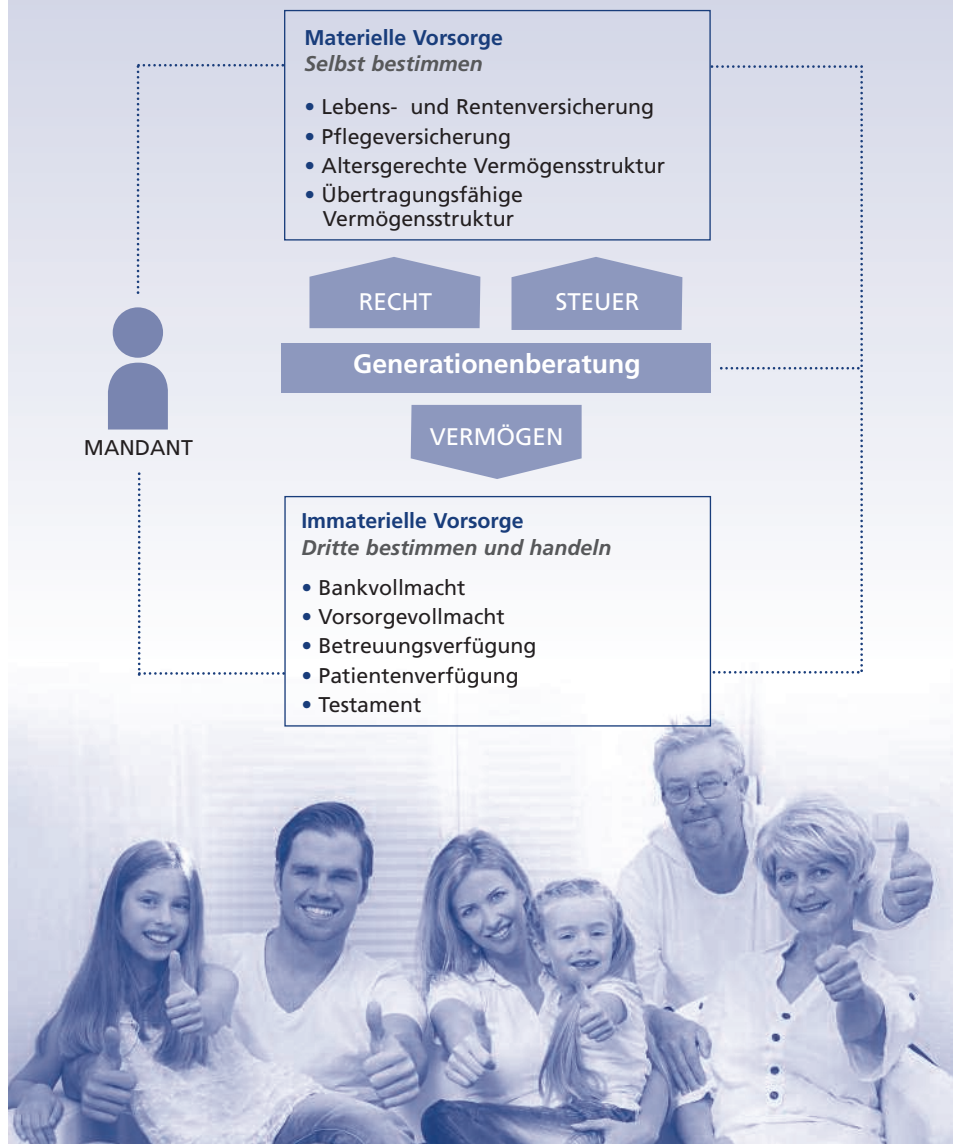 Materielle Vorsorge
Selbst bestimmen
• Lebens- und Rentenversicherung
• Pflegeversicherung
• Altersgerechte Vermögensstruktur
• Übertragungsfähige
Vermögensstruktur
RECHT
STEUER
Generationenberatung
MANDANT
VERMÖGEN
Immaterielle Vorsorge
Dritte bestimmen und handeln
• Bankvollmacht
• Vorsorgevollmacht
• Betreuungsverfügung
• Patientenverfügung
• Testament